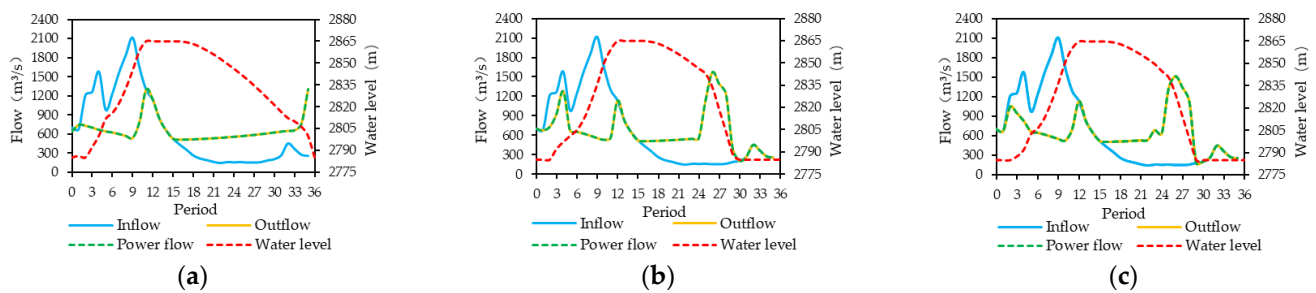 2400 2100 1800 1500 1200 900 600 300 0
Flow（m³/s）
2880 2865 2850 2835 2820 2805 2790 2775
Water level（m）
0 3 6 9 12 15 18 21 24 27 30 33 36
Period
Inflow Outflow
Power flow Water level
(a)
2400 2100 1800 1500 1200 900 600 300 0
Flow（m³/s）
2880 2865 2850 2835 2820 2805 2790 2775
Water level（m）
0 3 6 9 12 15 18 21 24 27 30 33 36
Period
Inflow Outflow
Power flow Water level
(b)
2400 2100 1800 1500 1200 900 600 300 0
Flow（m³/s）
2880 2865 2850 2835 2820 2805 2790 2775
Water level（m）
0 3 6 9 12 15 18 21 24 27 30 33 36
Period
Inflow Outflow
Power flow Water level
(c)